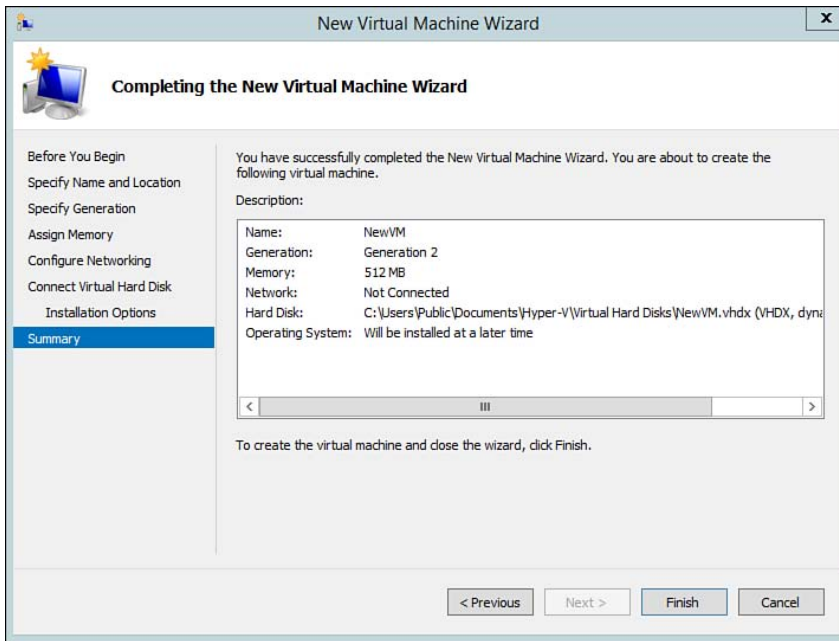 New Virtual Machine Wizard
x
Completing the New Virtual Machine Wizard
Before You Begin
Specify Name and Location
Specify Generation
Assign Memory
Configure Networking
Connect Virtual Hard Disk
Installation Options
Summary
You have successfully completed the New Virtual Machine Wizard. You are about to create the
following virtual machine.
Description:
Name: NewVM
Generation: Generation 2
Memory: 512 MB
Network: Not Connected
Hard Disk: C:\Users\Public\Documents\Hyper-V\Virtual Hard Disks\NewVM.vhdx (VHDX, dyna
Operating System: Will be installed at a later time
To create the virtual machine and close the wizard, click Finish.
< Previous Next > Finish Cancel